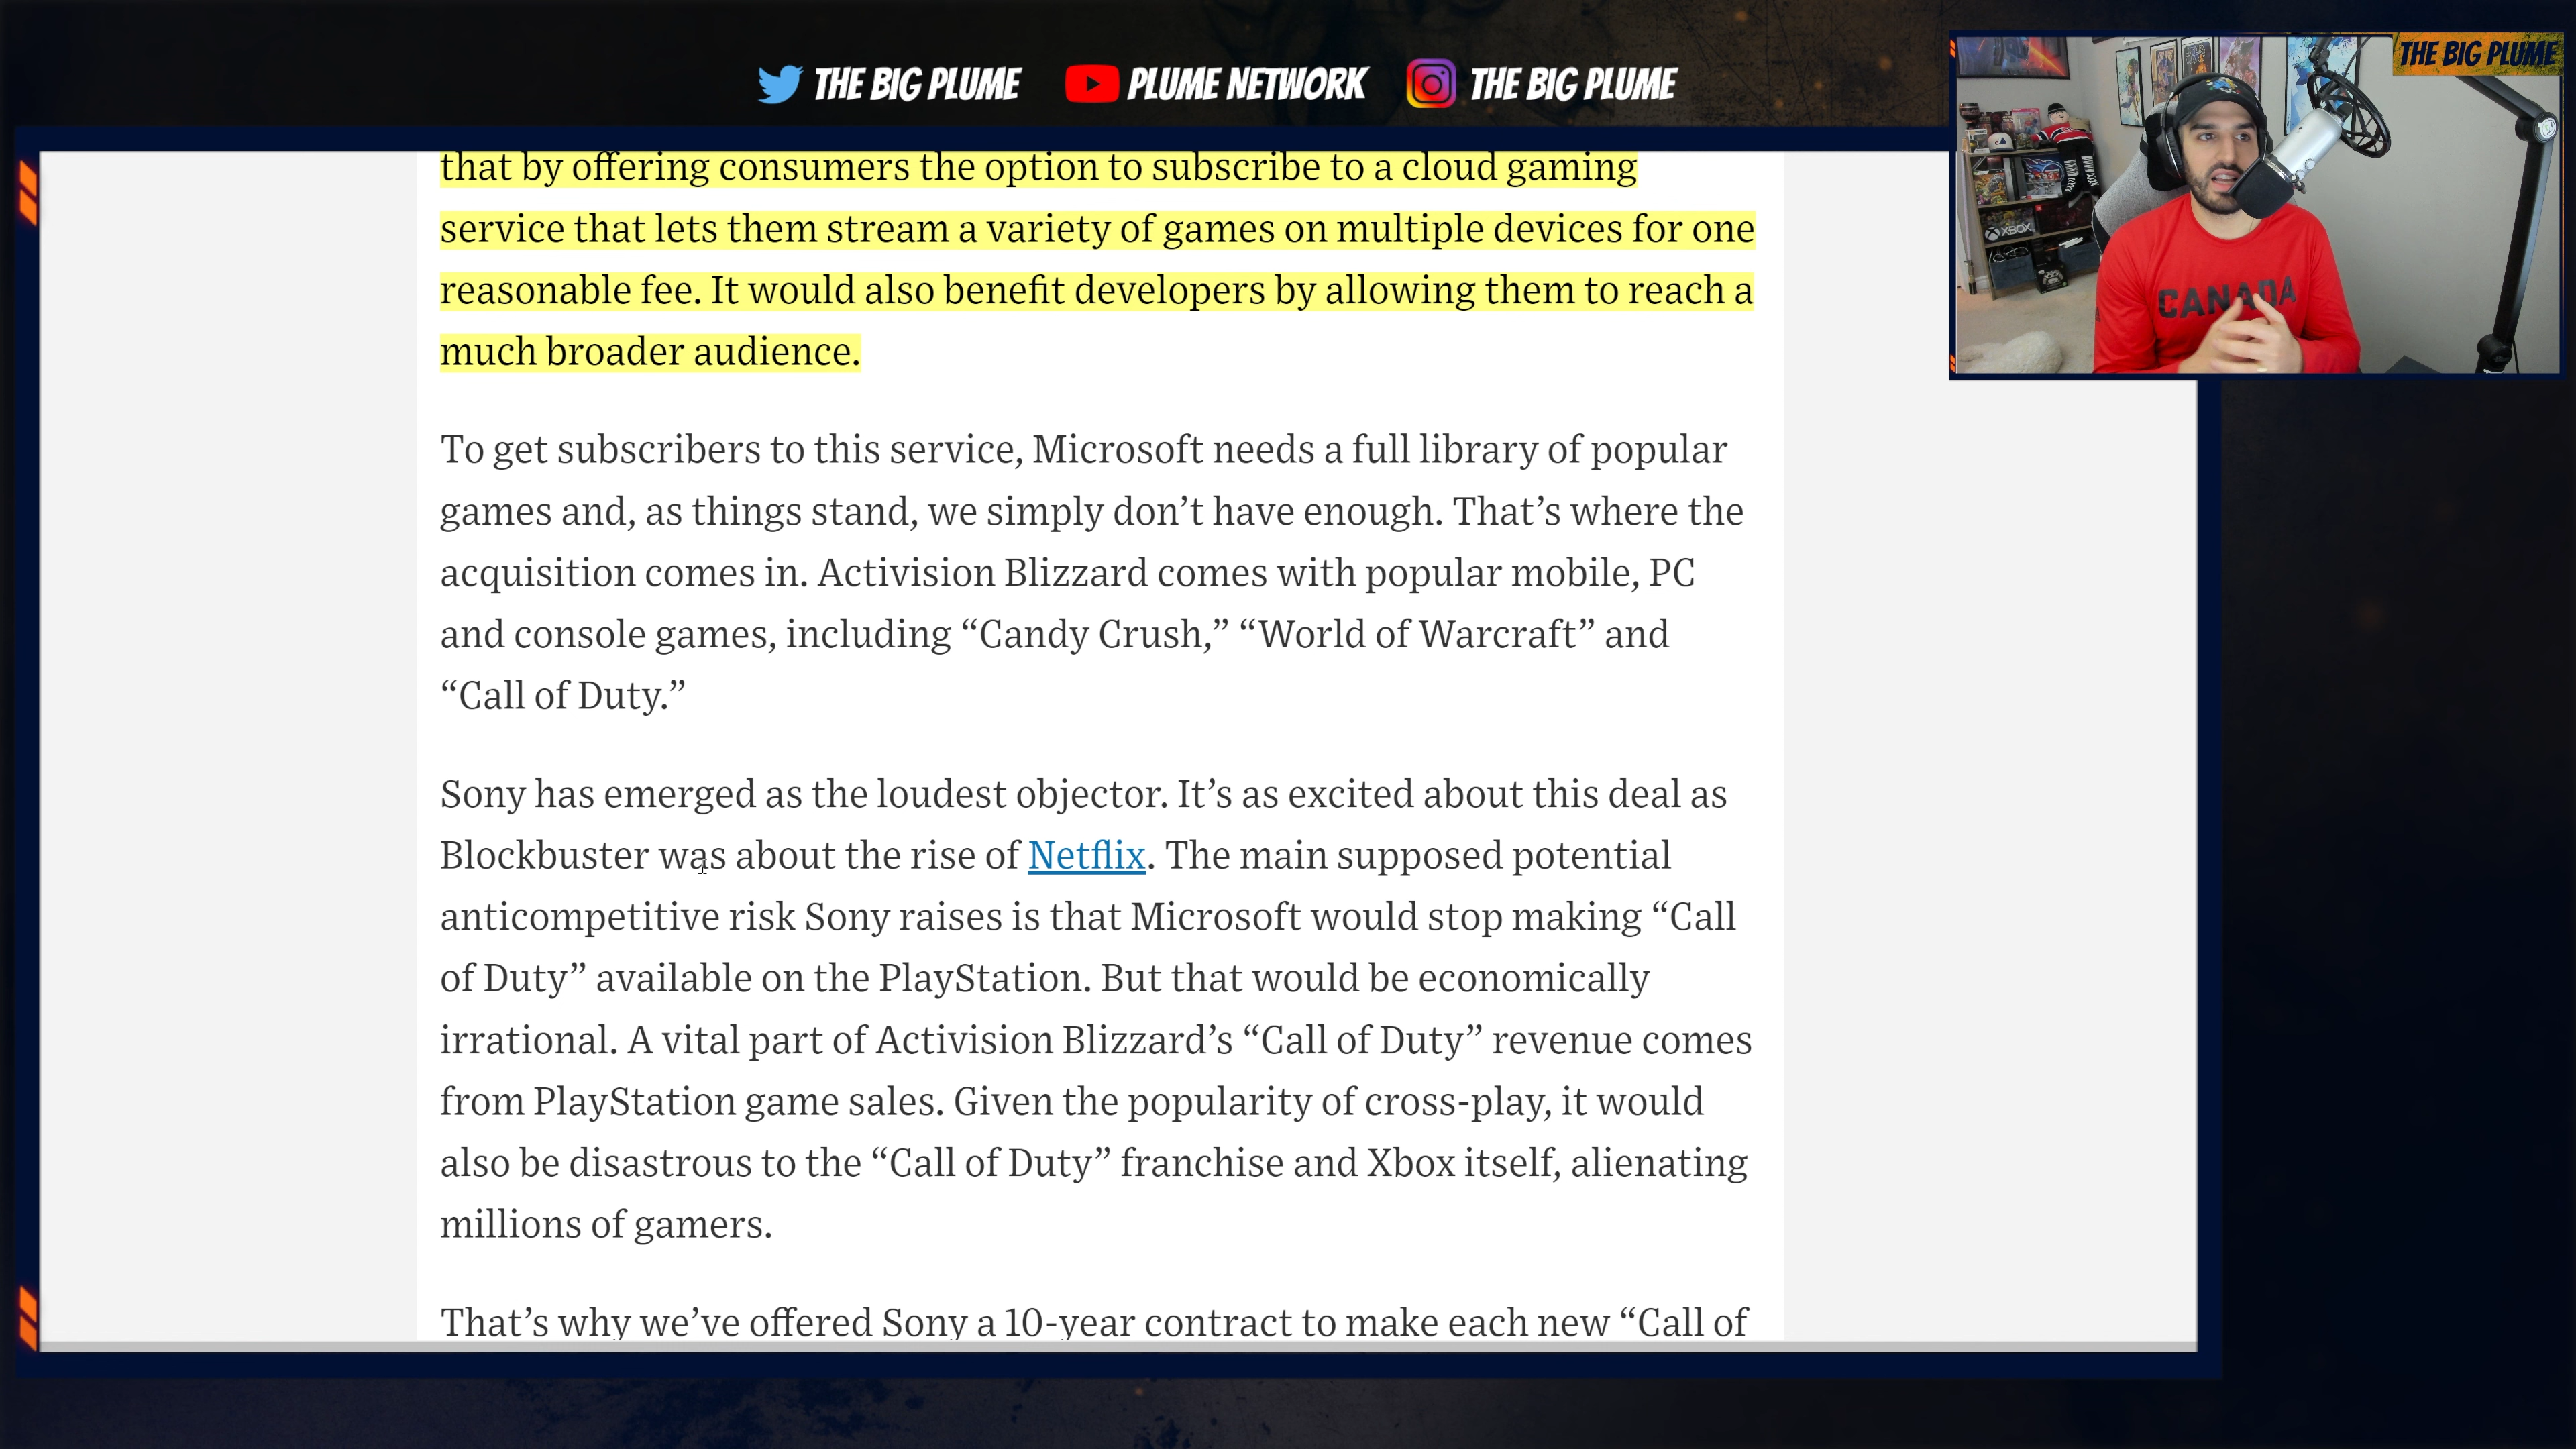 THE BIG PLUME
PLUME NETWORK
THE BIG PLUME
THE BIG PLUME
XBOX
CANADA
that by offering consumers the option to subscribe to a cloud gaming
service that lets them stream a variety of games on multiple devices for one
reasonable fee. It would also benefit developers by allowing them to reach a
much broader audience.
To get subscribers to this service, Microsoft needs a full library of popular
games and, as things stand, we simply don’t have enough. That’s where the
acquisition comes in. Activision Blizzard comes with popular mobile, PC
and console games, including “Candy Crush,” “World of Warcraft” and
“Call of Duty.”
Sony has emerged as the loudest objector. It’s as excited about this deal as
Blockbuster was about the rise of Netflix. The main supposed potential
anticompetitive risk Sony raises is that Microsoft would stop making “Call
of Duty” available on the PlayStation. But that would be economically
irrational. A vital part of Activision Blizzard’s “Call of Duty” revenue comes
from PlayStation game sales. Given the popularity of cross-play, it would
also be disastrous to the “Call of Duty” franchise and Xbox itself, alienating
millions of gamers.
That’s why we’ve offered Sony a 10-year contract to make each new “Call of